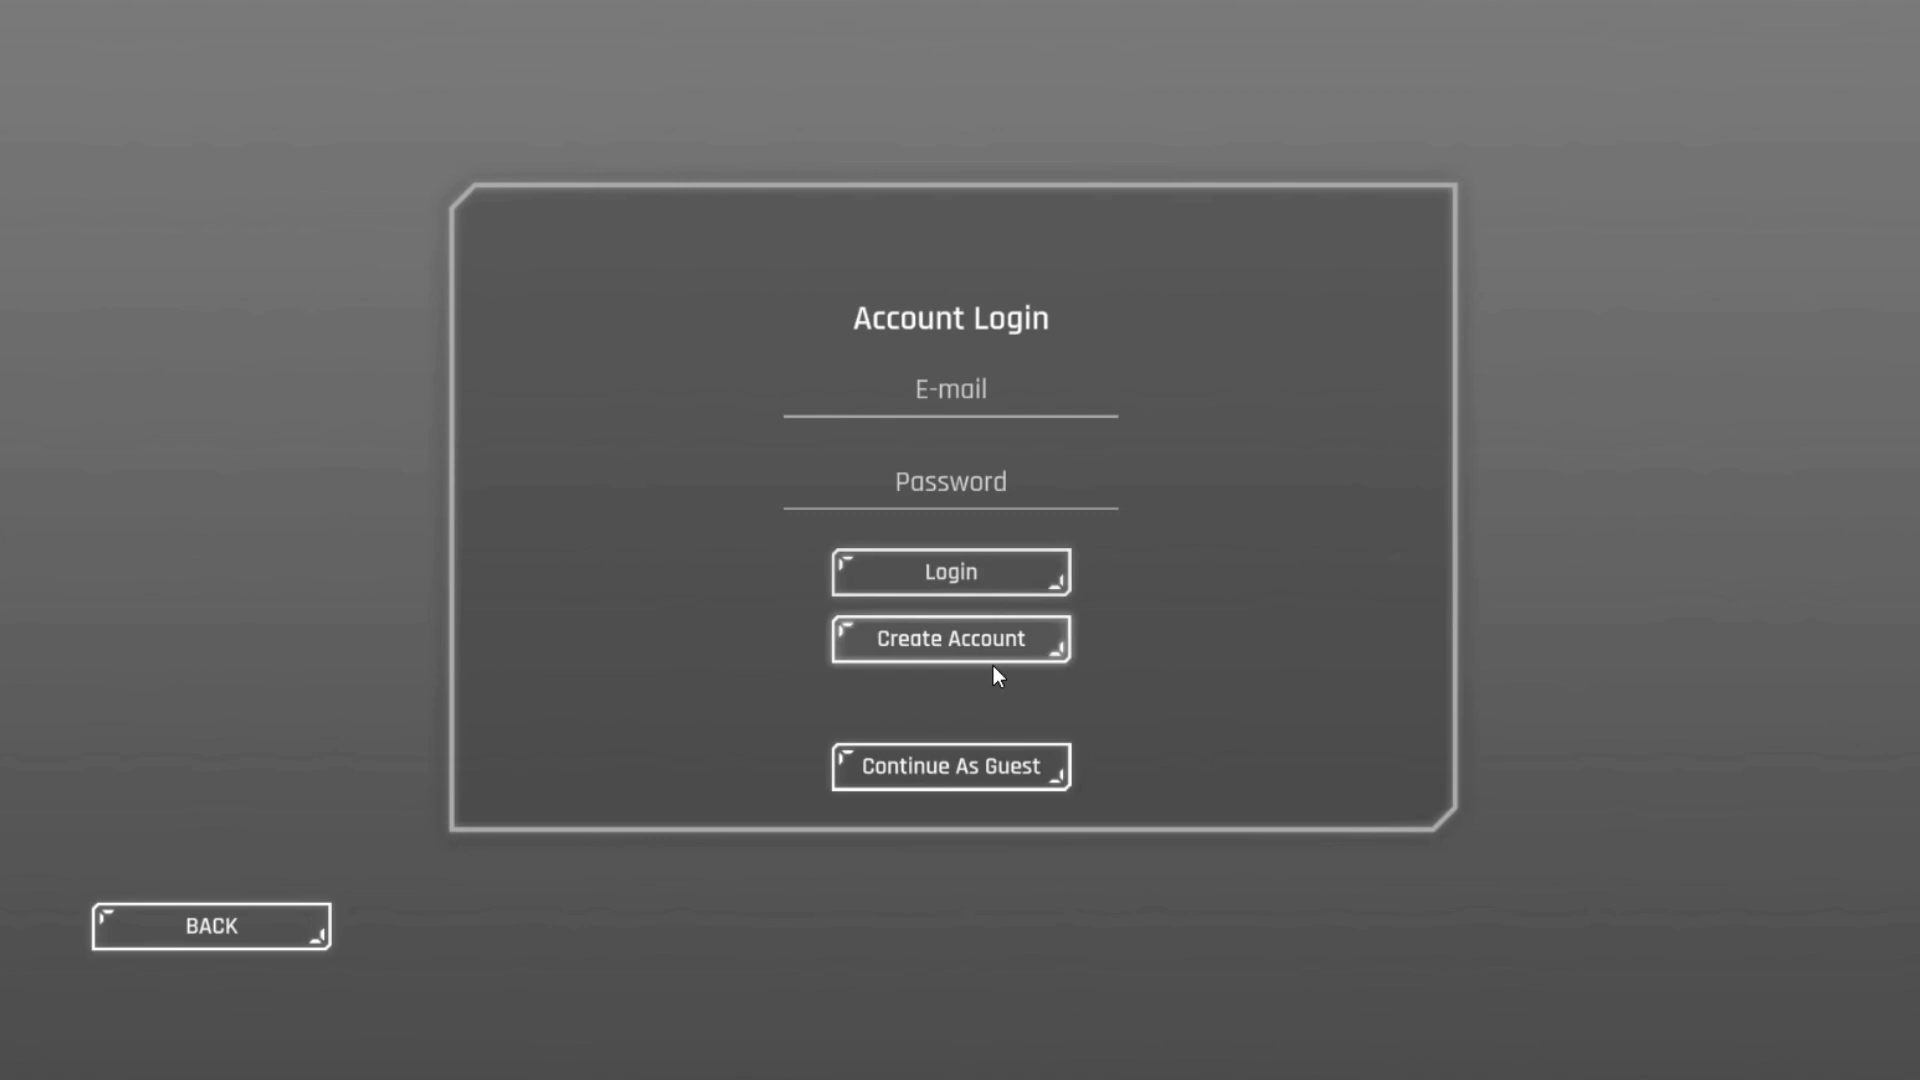 Account Login
E-mail
Password
Login
Create Account
Continue As Guest
BACK